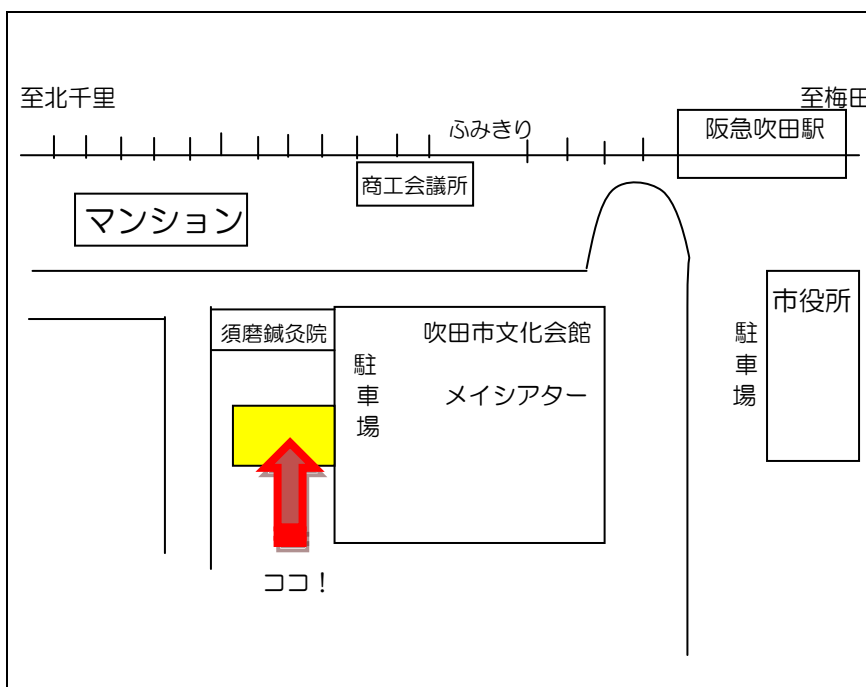 至北千里
至梅田
ふみきり
阪急吹田駅
商工会議所
マンション
市役所
須磨鍼灸院
吹田市文化会館
駐車場
駐車場
メイシアター
ココ！